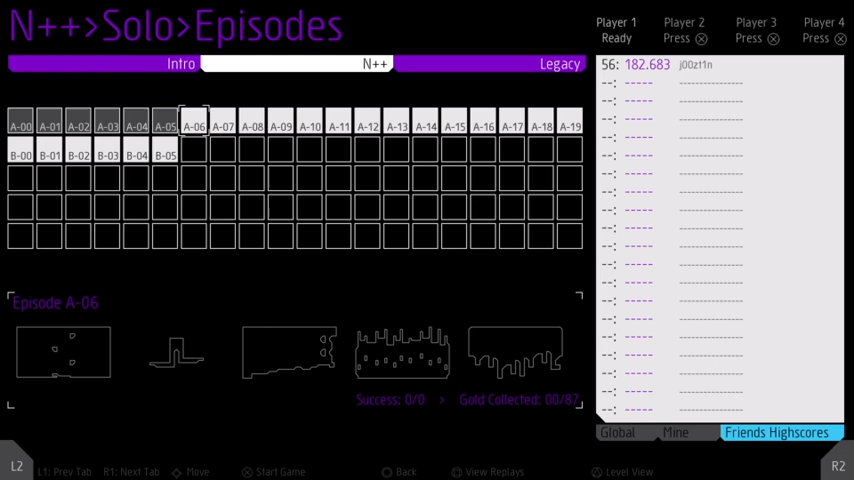 N++>Solo>Episodes
Player 1 Player 2 Player 3 Player 4
Ready Press Ⓧ Press Ⓧ Press Ⓧ
Intro N++ Legacy
56: 182.683 j00zt1n
A-00 A-01 A-02 A-03 A-04 A-05 A-06 A-07 A-08 A-09 A-10 A-11 A-12 A-13 A-14 A-15 A-16 A-17 A-18 A-19
B-00 B-01 B-02 B-03 B-04 B-05
Episode A-06
Success: 0/0 > Gold Collected: 00/87
Global Mine Friends Highscores
L2 L1: Prev Tab R1: Next Tab Move Start Game Back View Replays Level View R2